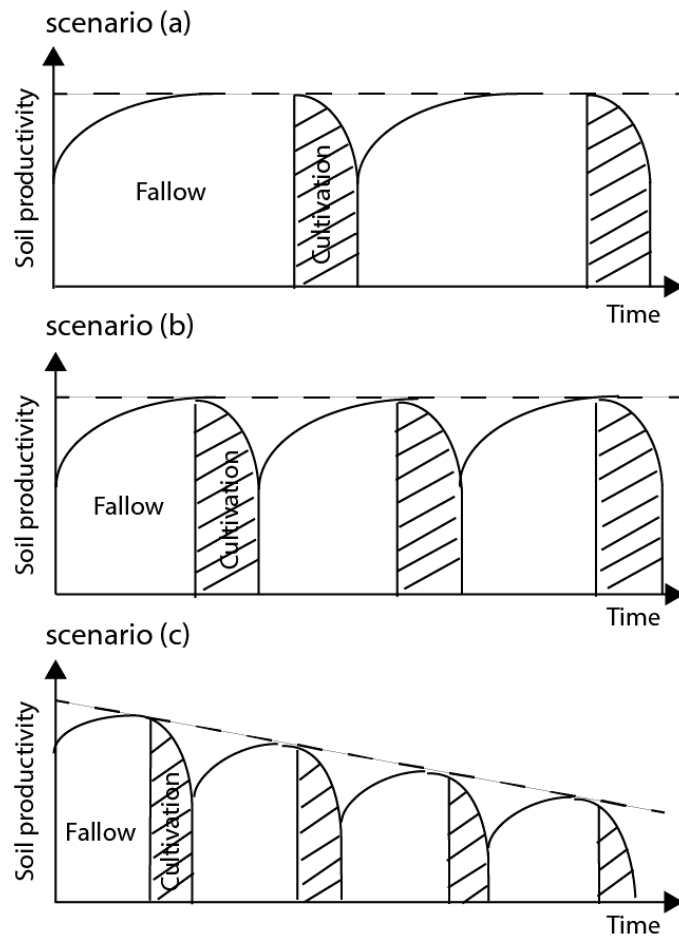 scenario (a)
Soil productivity
Fallow
Cultivation
Time
scenario (b)
Soil productivity
Fallow
Cultivation
Time
scenario (c)
Soil productivity
Fallow
Cultivation
Time